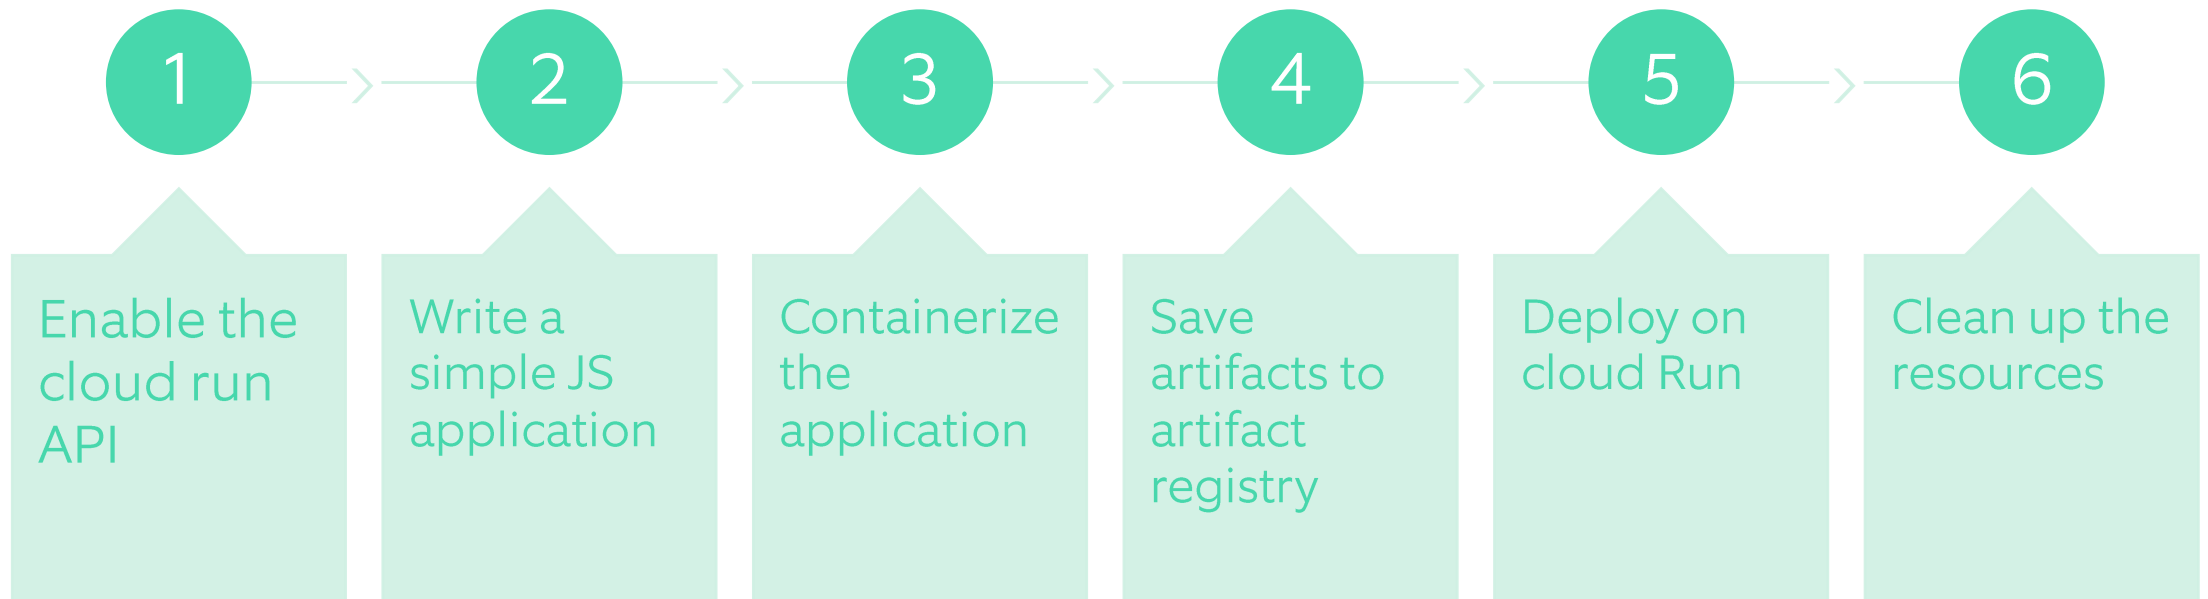 1
2
3
4
5
6
Enable the
cloud run
API
Write a
simple JS
application
Containerize
the
application
Save
artifacts to
artifact
registry
Deploy on
cloud Run
Clean up the
resources